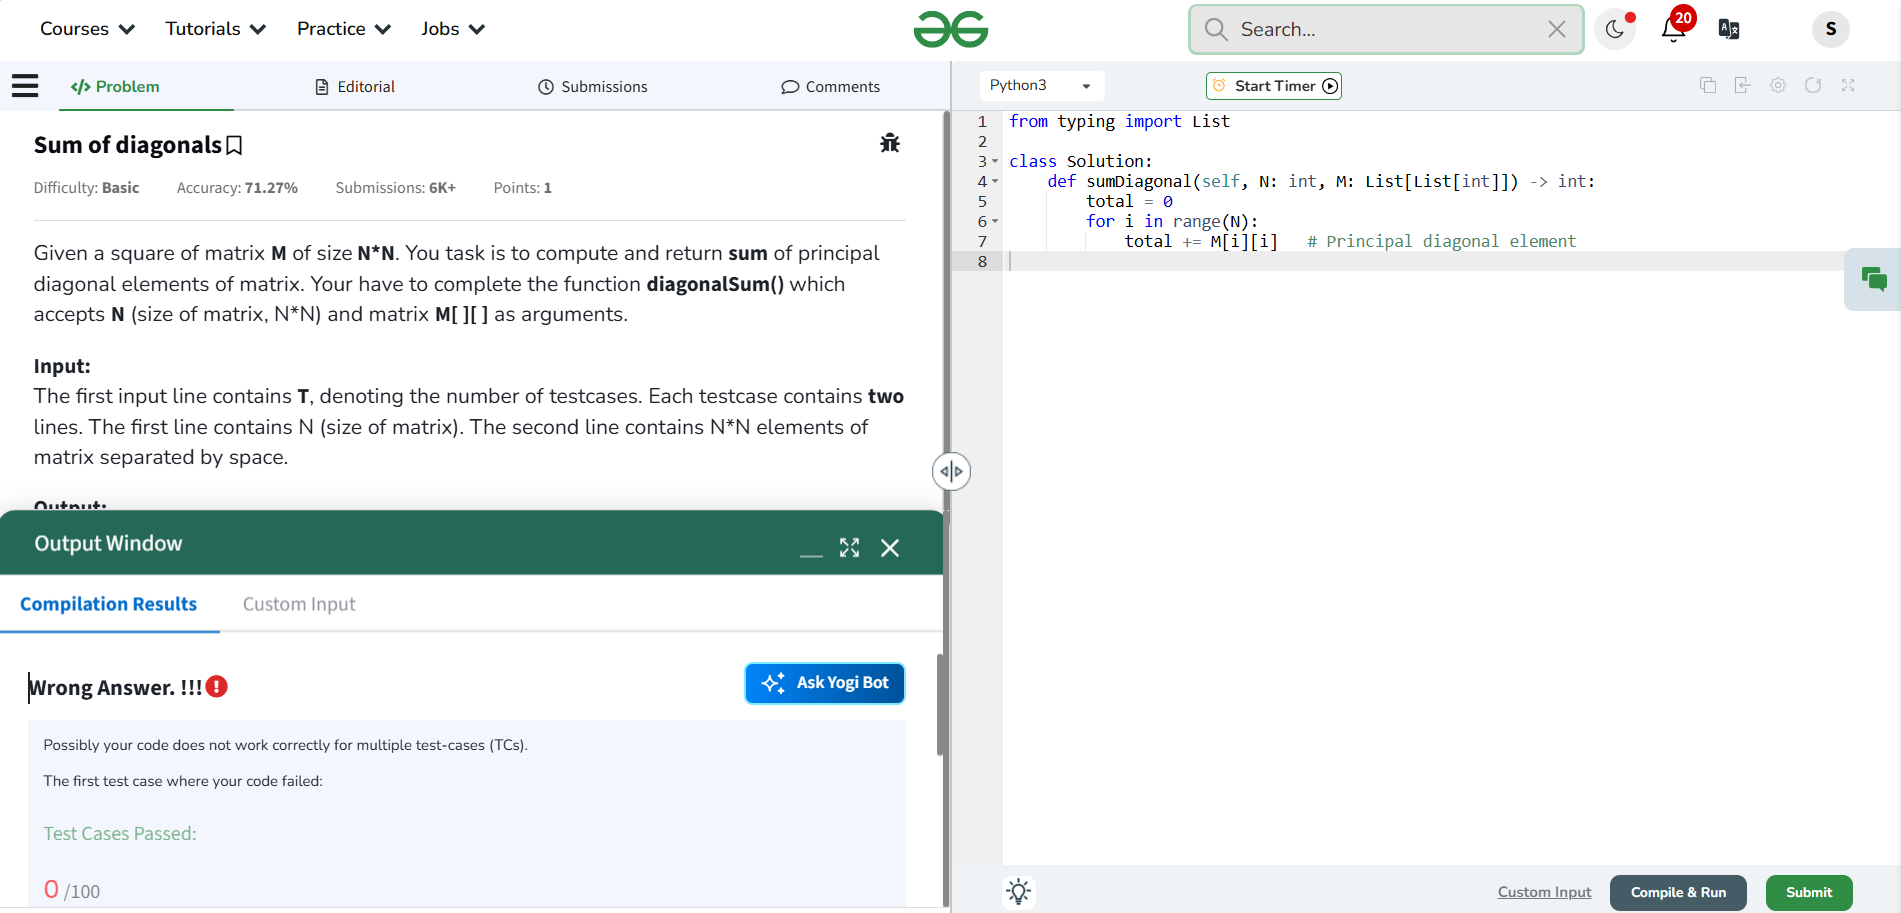 Courses
Tutorials
Practice
Jobs
Search...
20
S
Problem
Editorial
Submissions
Comments
Python3
Start Timer
Sum of diagonals
Difficulty: Basic Accuracy: 71.27% Submissions: 6K+ Points: 1
Given a square of matrix M of size N*N. You task is to compute and return sum of principal
diagonal elements of matrix. Your have to complete the function diagonalSum() which
accepts N (size of matrix, N*N) and matrix M[ ][ ] as arguments.
Input:
The first input line contains T, denoting the number of testcases. Each testcase contains two
lines. The first line contains N (size of matrix). The second line contains N*N elements of
matrix separated by space.
Output:
Output Window
Compilation Results
Custom Input
Wrong Answer. !!!
Ask Yogi Bot
Possibly your code does not work correctly for multiple test-cases (TCs).
The first test case where your code failed:
Test Cases Passed:
0 /100
1 from typing import List
2
3 class Solution:
4 def sumDiagonal(self, N: int, M: List[List[int]]) -> int:
5 total = 0
6 for i in range(N):
7 total += M[i][i] # Principal diagonal element
8
Custom Input
Compile & Run
Submit